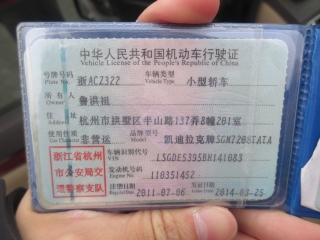 中华人民共和国机动车行驶证
Vehicle License of the People's Republic of China
号牌号码 浙ACZ322 车辆类型 小型轿车
Plate No. Vehicle Type
所有人 鲁洪祖
Owner
住址 杭州市拱墅区半山路137弄8幢201室
Address
使用性质 非营运 品牌型号 凯迪拉克牌SGM7208TATA
Use Character Model
浙江省杭州 车辆识别代号 LSGDE5395BH141083
VIN
市公安局交 发动机号码 110351452
Engine No.
通警察支队 注册日期 2011-07-06 发证日期 2014-03-25
Register Date Issue Date